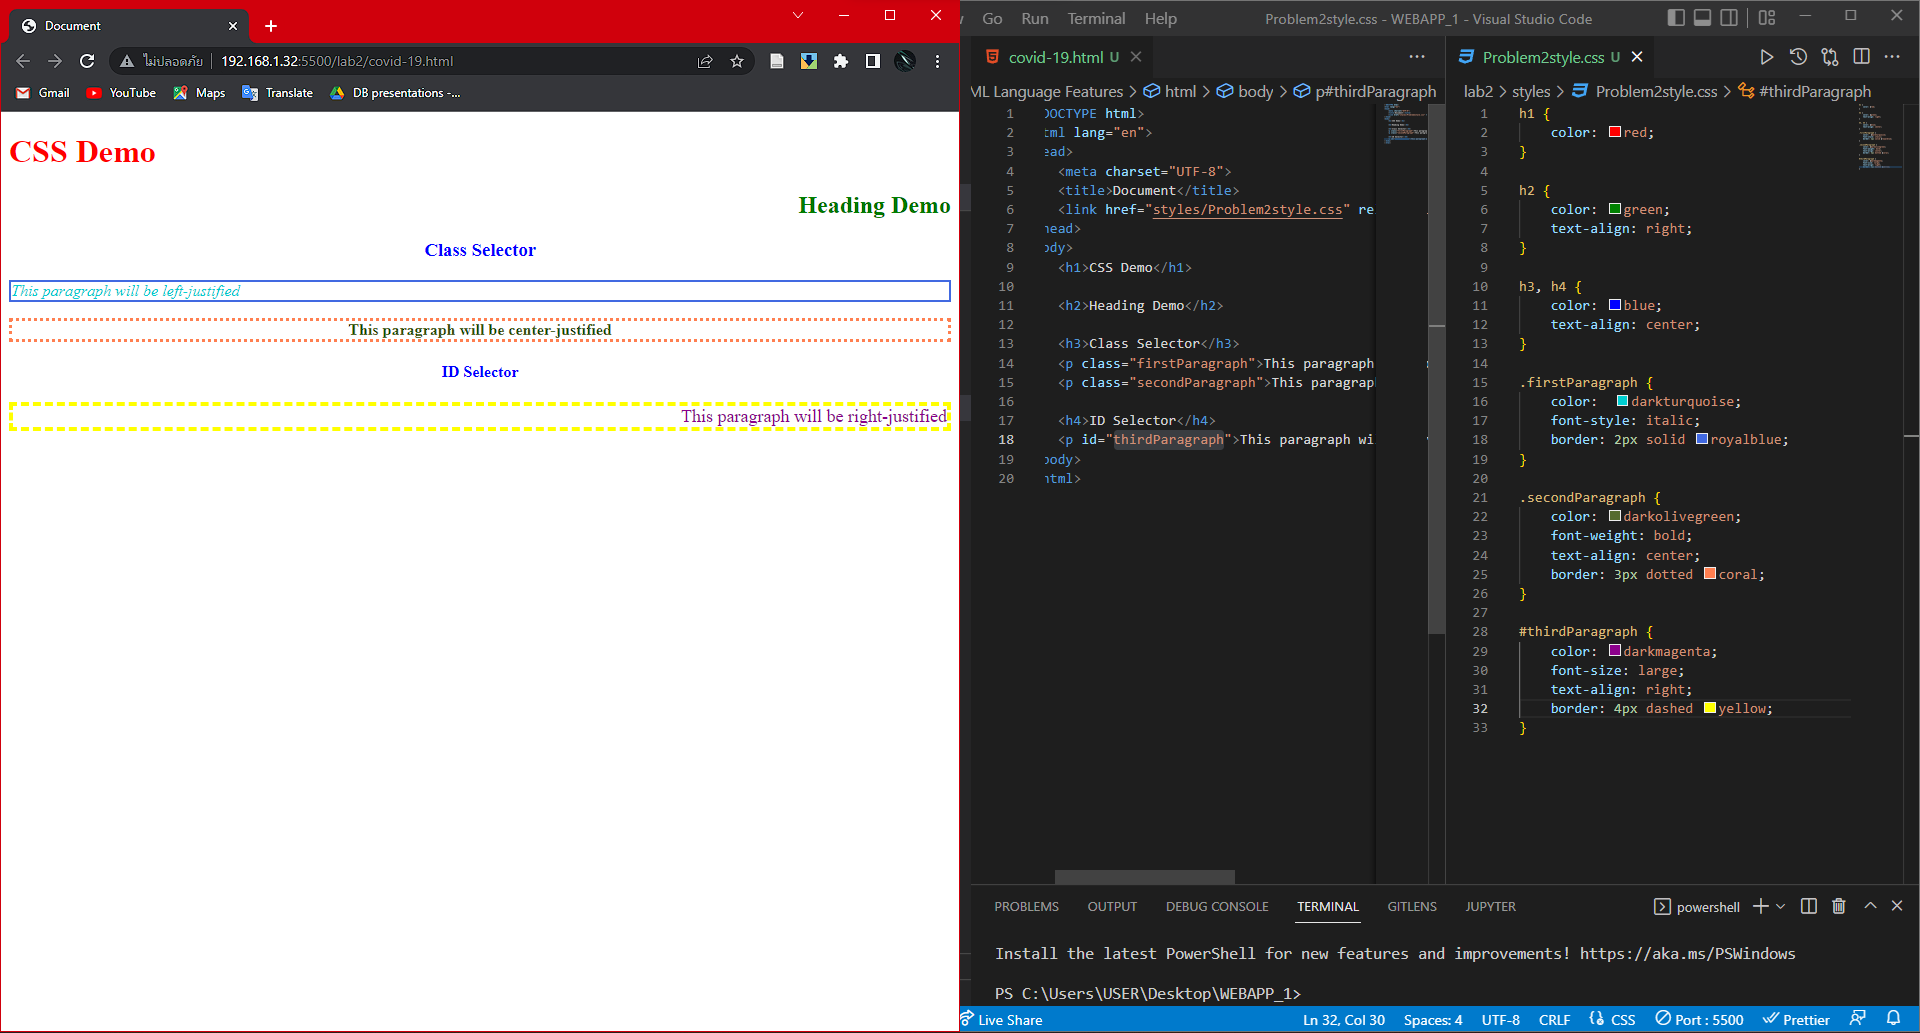 Document
ไม่ปลอดภัย 192.168.1.32:5500/lab2/covid-19.html
Gmail YouTube Maps Translate DB presentations -...
CSS Demo
Heading Demo
Class Selector
This paragraph will be left-justified
This paragraph will be center-justified
ID Selector
This paragraph will be right-justified
Go Run Terminal Help Problem2style.css - WEBAPP_1 - Visual Studio Code
covid-19.html U
ML Language Features > html > body > p#thirdParagraph
1 DOCTYPE html>
2 tml lang="en">
3 ead>
4 <meta charset="UTF-8">
5 <title>Document</title>
6 <link href="styles/Problem2style.css" re
7 head>
8 ody>
9 <h1>CSS Demo</h1>
10
11 <h2>Heading Demo</h2>
12
13 <h3>Class Selector</h3>
14 <p class="firstParagraph">This paragraph
15 <p class="secondParagraph">This paragrap
16
17 <h4>ID Selector</h4>
18 <p id="thirdParagraph">This paragraph wi
19 body>
20 html>
Problem2style.css U
lab2 > styles > Problem2style.css > #thirdParagraph
1 h1 {
2 color: red;
3 }
4
5 h2 {
6 color: green;
7 text-align: right;
8 }
9
10 h3, h4 {
11 color: blue;
12 text-align: center;
13 }
14
15 .firstParagraph {
16 color: darkturquoise;
17 font-style: italic;
18 border: 2px solid royalblue;
19 }
20
21 .secondParagraph {
22 color: darkolivegreen;
23 font-weight: bold;
24 text-align: center;
25 border: 3px dotted coral;
26 }
27
28 #thirdParagraph {
29 color: darkmagenta;
30 font-size: large;
31 text-align: right;
32 border: 4px dashed yellow;
33 }
PROBLEMS OUTPUT DEBUG CONSOLE TERMINAL GITLENS JUPYTER powershell
Install the latest PowerShell for new features and improvements! https://aka.ms/PSWindows
PS C:\Users\USER\Desktop\WEBAPP_1>
Live Share Ln 32, Col 30 Spaces: 4 UTF-8 CRLF CSS Port : 5500 Prettier